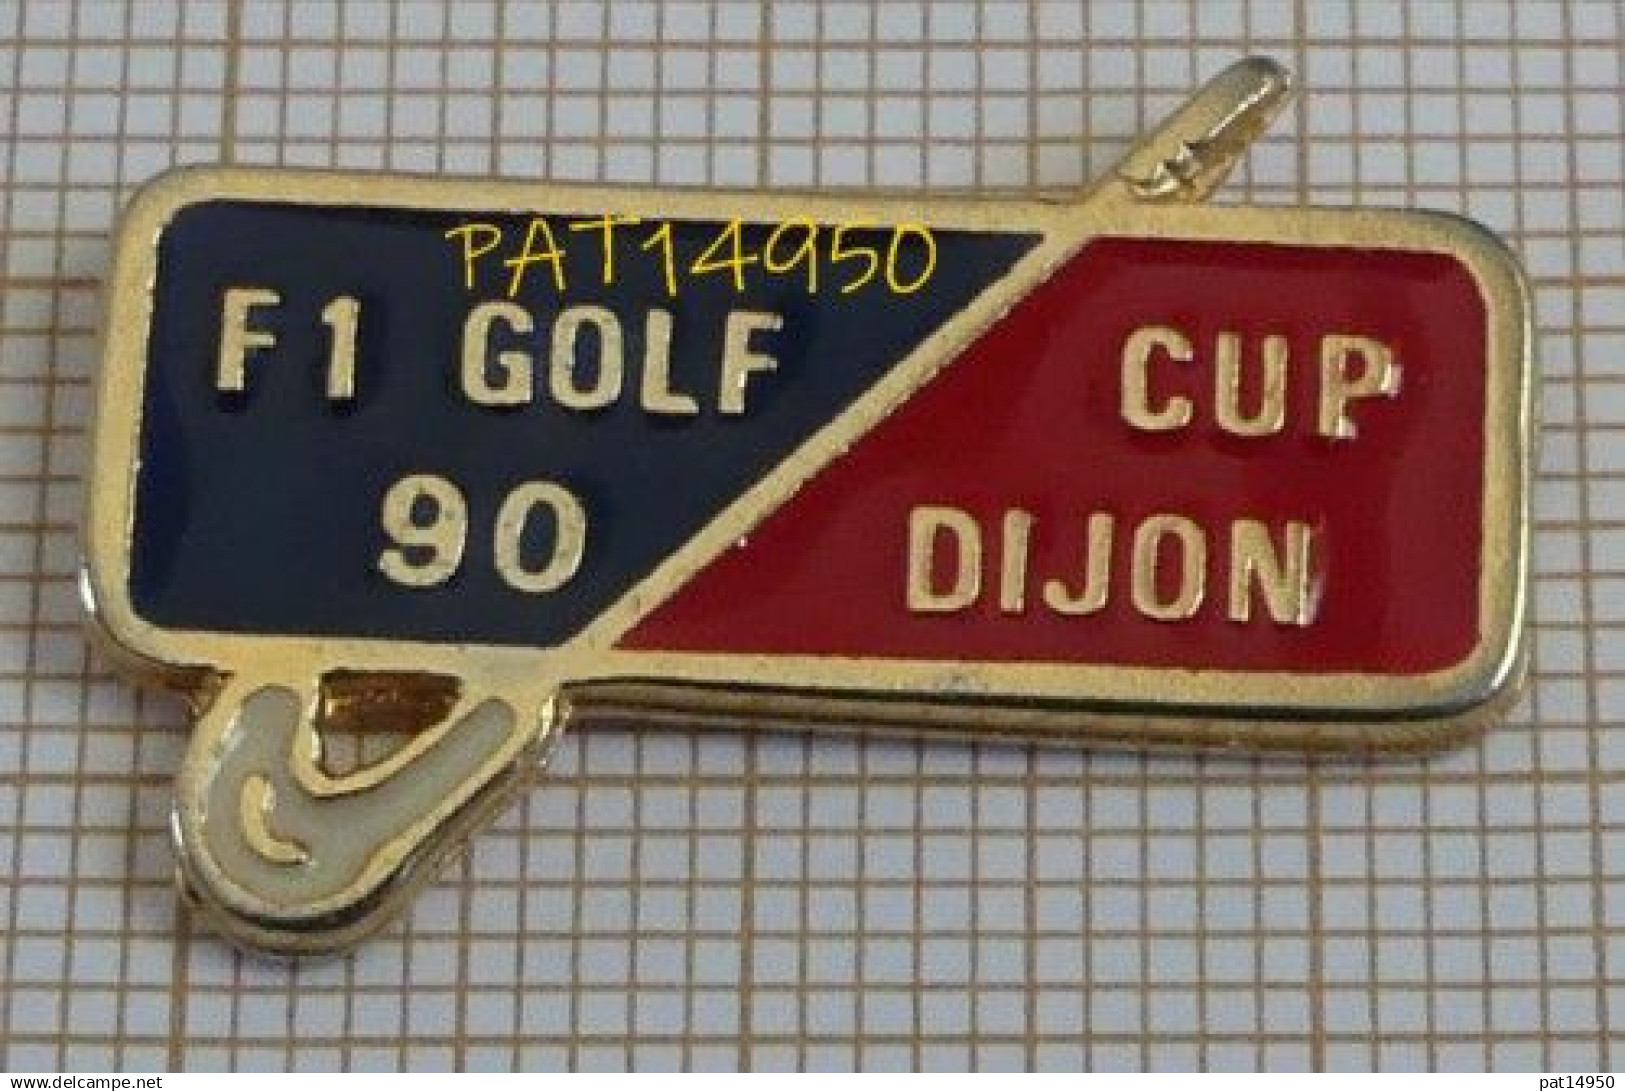 PAT14950
F1 GOLF CUP
90 DIJON
www.delcampe.net
pat14950